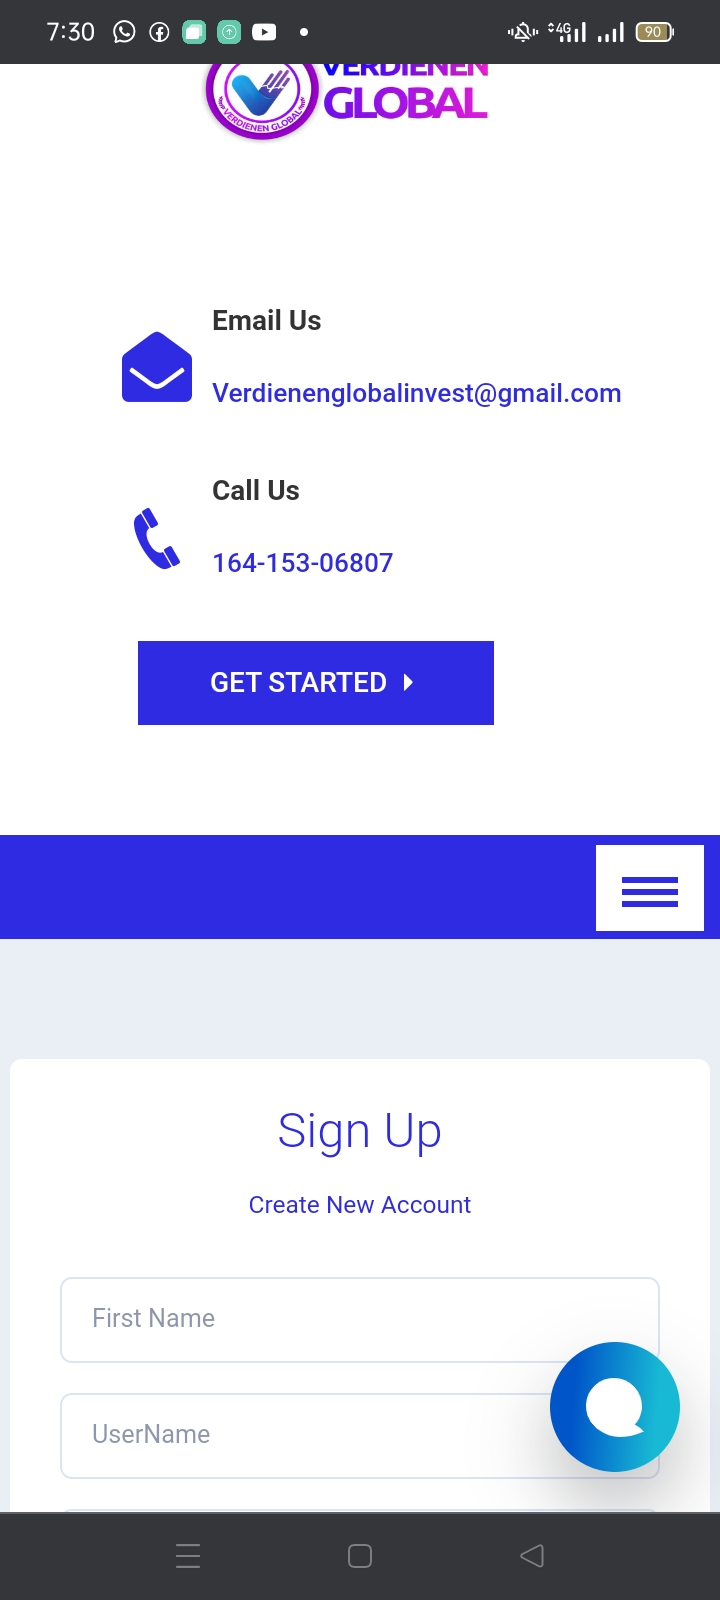 7:30
4G
90
VERDIENEN
GLOBAL
VERDIENEN GLOBAL
Email Us
Verdienenglobalinvest@gmail.com
Call Us
164-153-06807
GET STARTED
Sign Up
Create New Account
First Name
UserName